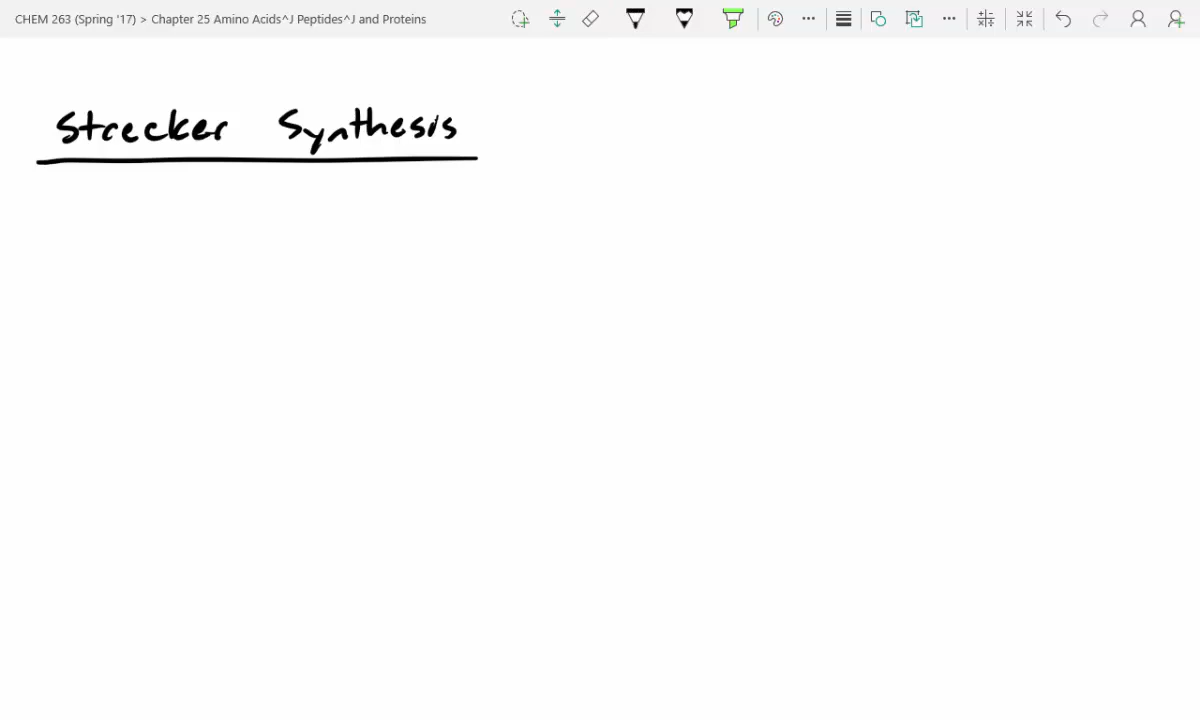 CHEM 263 (Spring '17) > Chapter 25 Amino Acids^J Peptides^J and Proteins
Strecker Synthesis